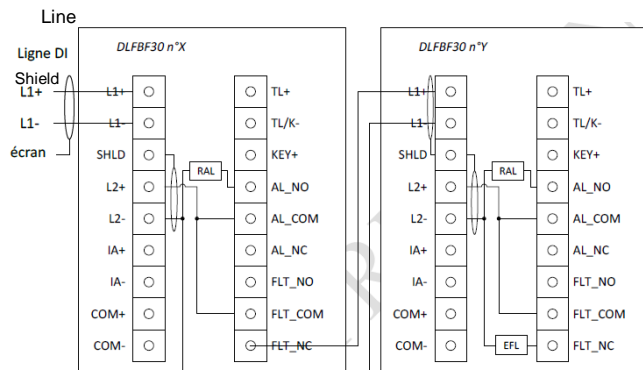 Line
DLFBF30 n°X
DLFBF30 n°Y
Ligne DI
Shield
L1+ L1+ TL+ L1+ TL+
L1- L1- TL/K- L1- TL/K-
écran SHLD KEY+ SHLD KEY+
RAL RAL
L2+ AL_NO L2+ AL_NO
L2- AL_COM L2- AL_COM
IA+ AL_NC IA+ AL_NC
IA- FLT_NO IA- FLT_NO
COM+ FLT_COM COM+ FLT_COM
COM- FLT_NC COM- EFL FLT_NC